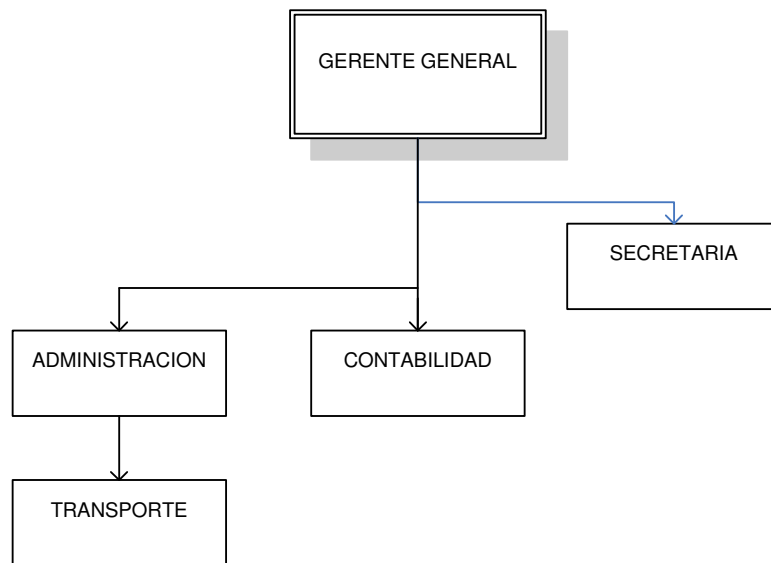 GERENTE GENERAL
SECRETARIA
ADMINISTRACION
CONTABILIDAD
TRANSPORTE